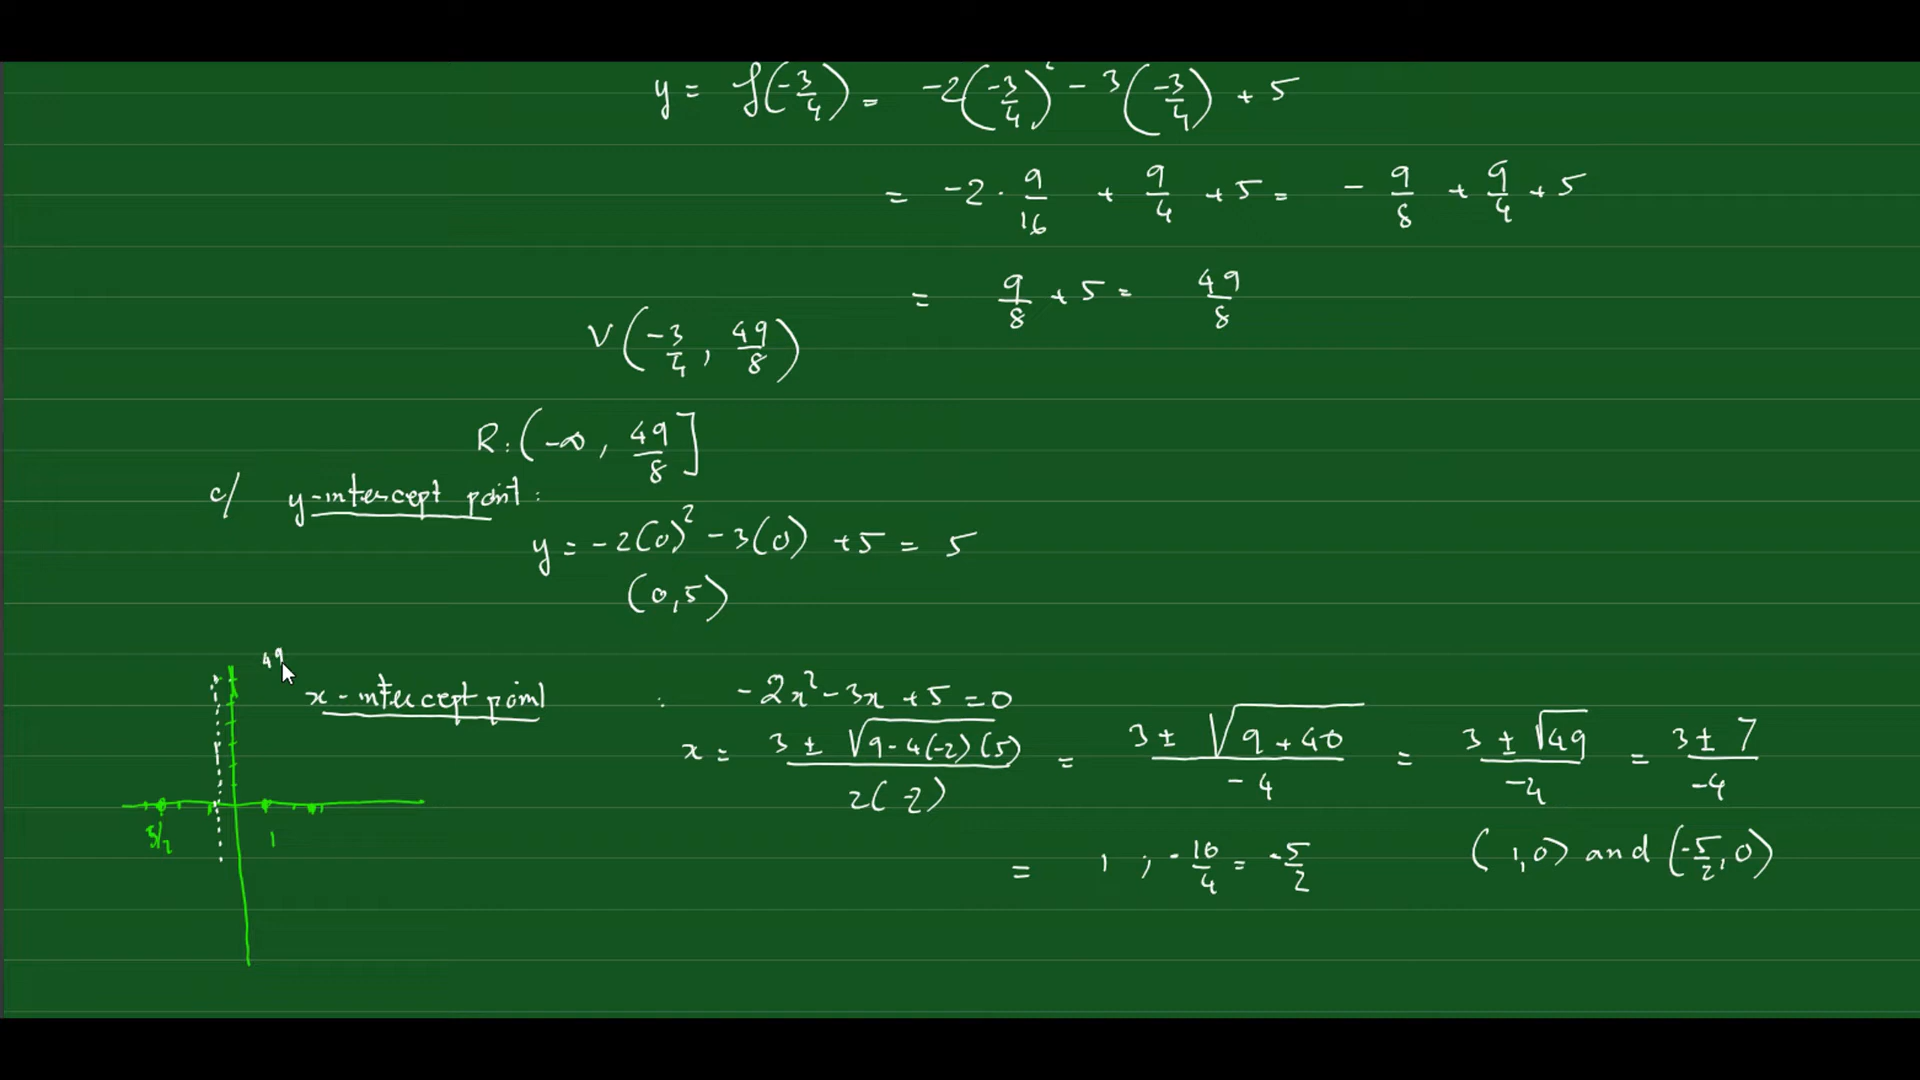 y = f(-3/4) = -2(-3/4)² - 3(-3/4) + 5
= -2 · 9/16 + 9/4 + 5 = - 9/8 + 9/4 + 5
= 9/8 + 5 = 49/8
V(-3/4, 49/8)
R: (-∞, 49/8]
c/ y-intercept point:
y = -2(0)² - 3(0) + 5 = 5
(0,5)
49
x-intercept point : -2x² - 3x + 5 = 0
x = (3 ± √(9-4(-2)(5)))/(2(-2)) = (3 ± √(9+40))/(-4) = (3 ± √49)/(-4) = (3 ± 7)/(-4)
5/2 1
= 1 ; -10/4 = -5/2 (1,0) and (-5/2, 0)